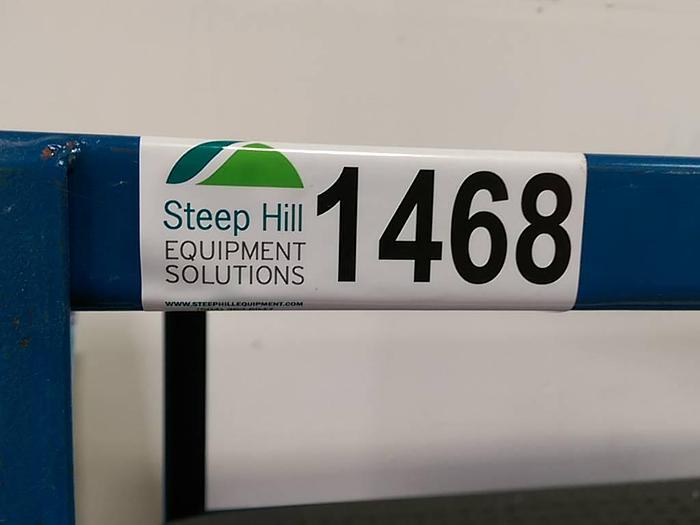 Steep Hill
EQUIPMENT
SOLUTIONS
WWW.STEEPHILLEQUIPMENT.COM
1468